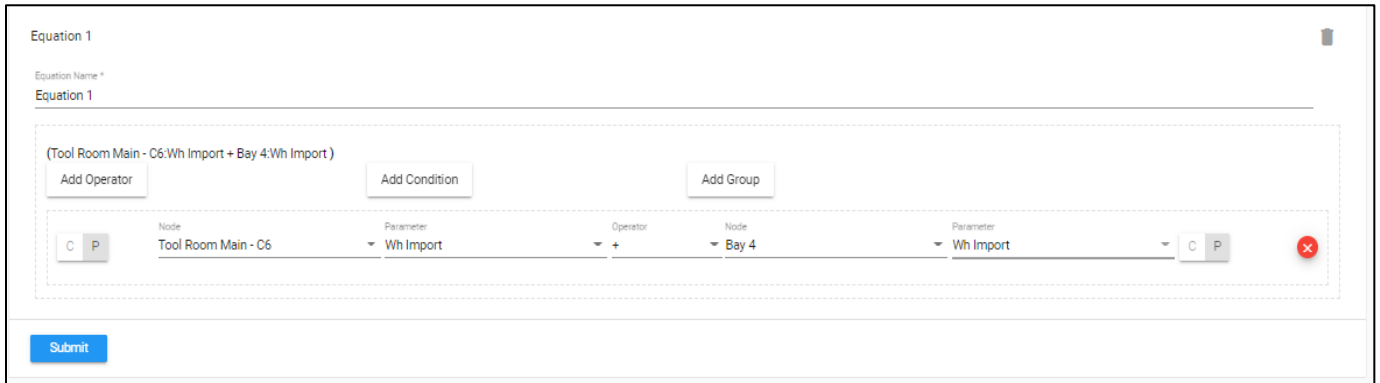 Equation 1
Equation Name *
Equation 1
(Tool Room Main - C6:Wh Import + Bay 4:Wh Import )
Add Operator Add Condition Add Group
Node Parameter Operator Node Parameter
C P Tool Room Main - C6 Wh Import + Bay 4 Wh Import C P
Submit